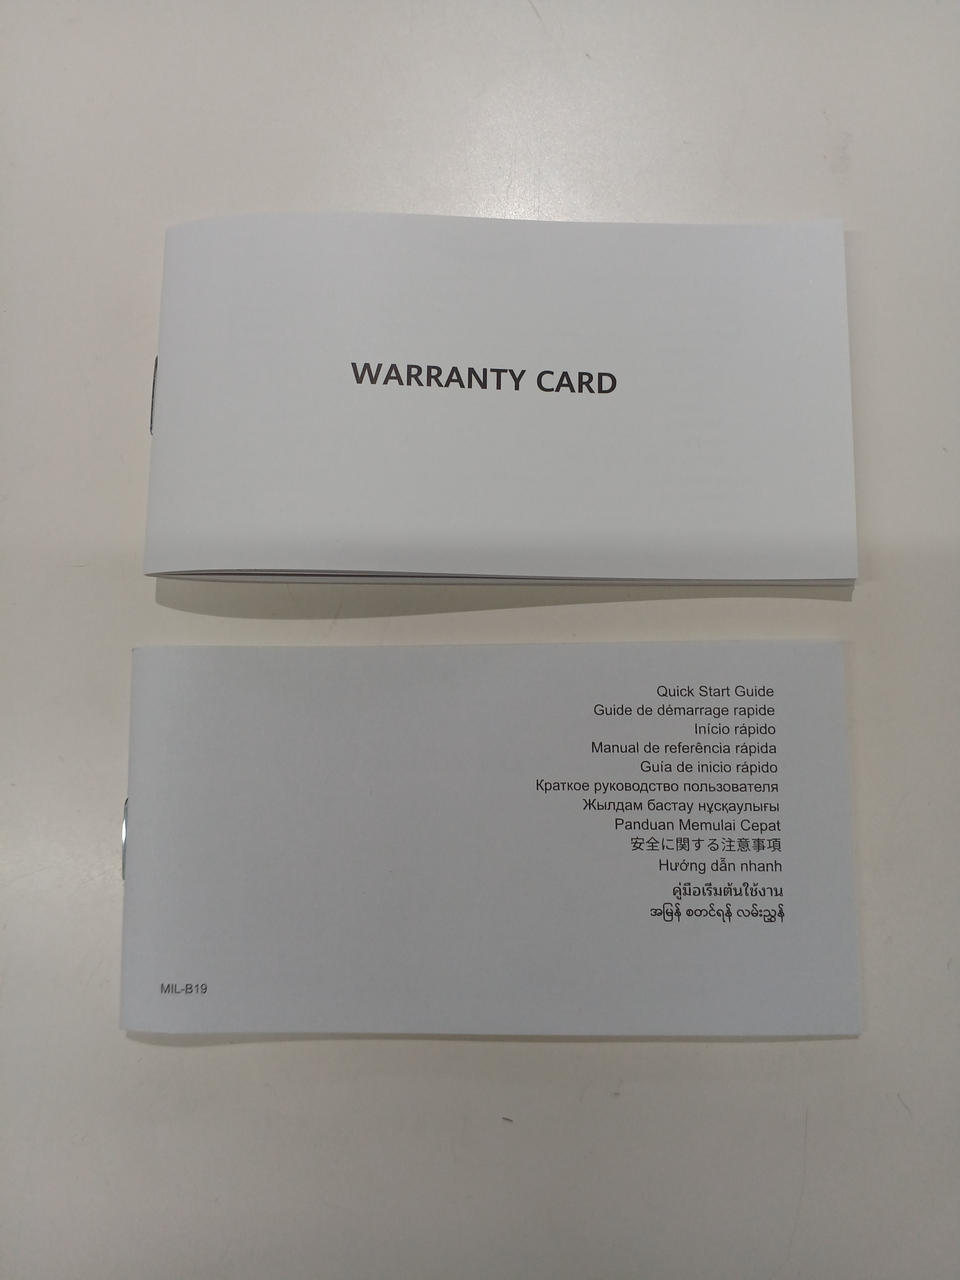 WARRANTY CARD
Quick Start Guide
Guide de démarrage rapide
Início rápido
Manual de referência rápida
Guía de inicio rápido
Краткое руководство пользователя
Жылдам бастау нұсқаулығы
Panduan Memulai Cepat
安全に関する注意事項
Hướng dẫn nhanh
คู่มือเริ่มต้นใช้งาน
အမြန် စတင်ရန် လမ်းညွှန်
MIL-B19